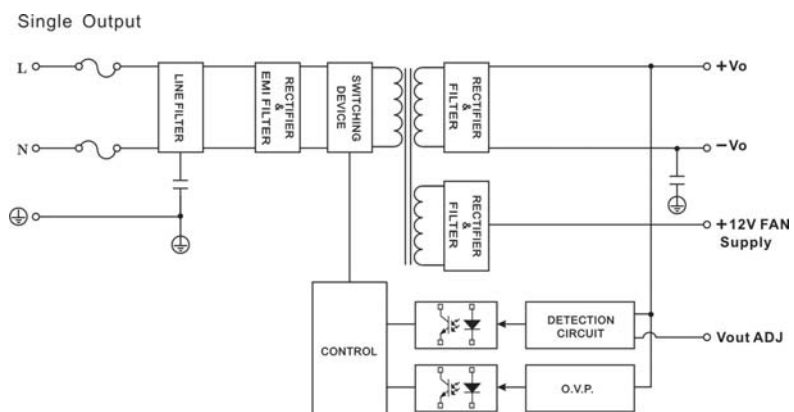 Single Output
L
N
LINE FILTER
RECTIFIER
&
EMI FILTER
SWITCHING
DEVICE
RECTIFIER
&
FILTER
+Vo
-Vo
RECTIFIER
&
FILTER
+12V FAN
Supply
CONTROL
DETECTION
CIRCUIT
Vout ADJ
O.V.P.